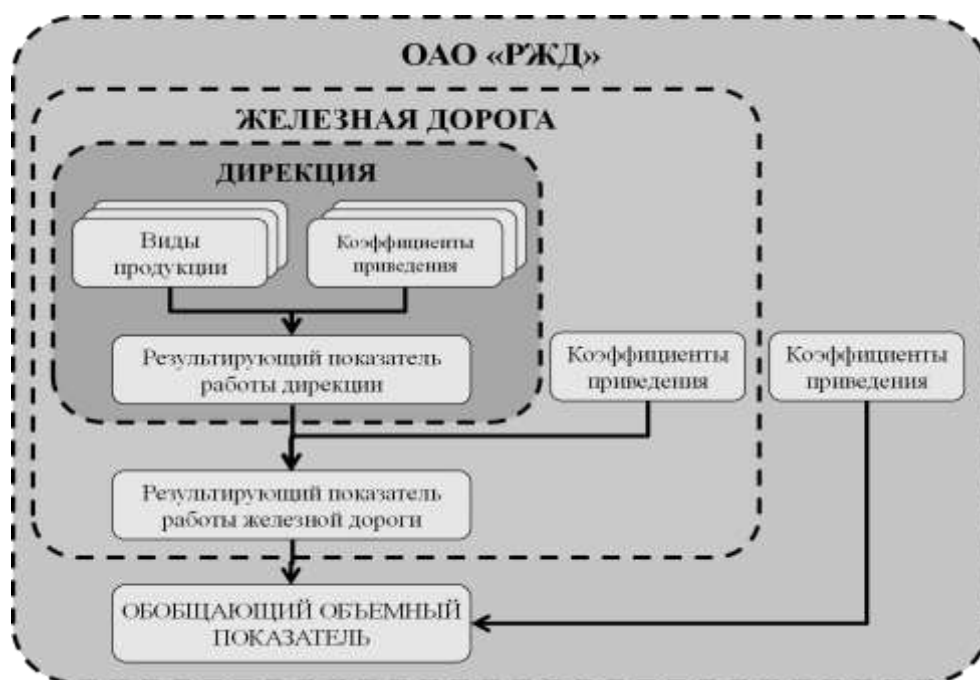 ОАО «РЖД»
ЖЕЛЕЗНАЯ ДОРОГА
ДИРЕКЦИЯ
Виды
продукции
Коэффициенты
приведения
Результирующий показатель
работы дирекции
Коэффициенты
приведения
Коэффициенты
приведения
Результирующий показатель
работы железной дороги
ОБОБЩАЮЩИЙ ОБЪЕМНЫЙ
ПОКАЗАТЕЛЬ